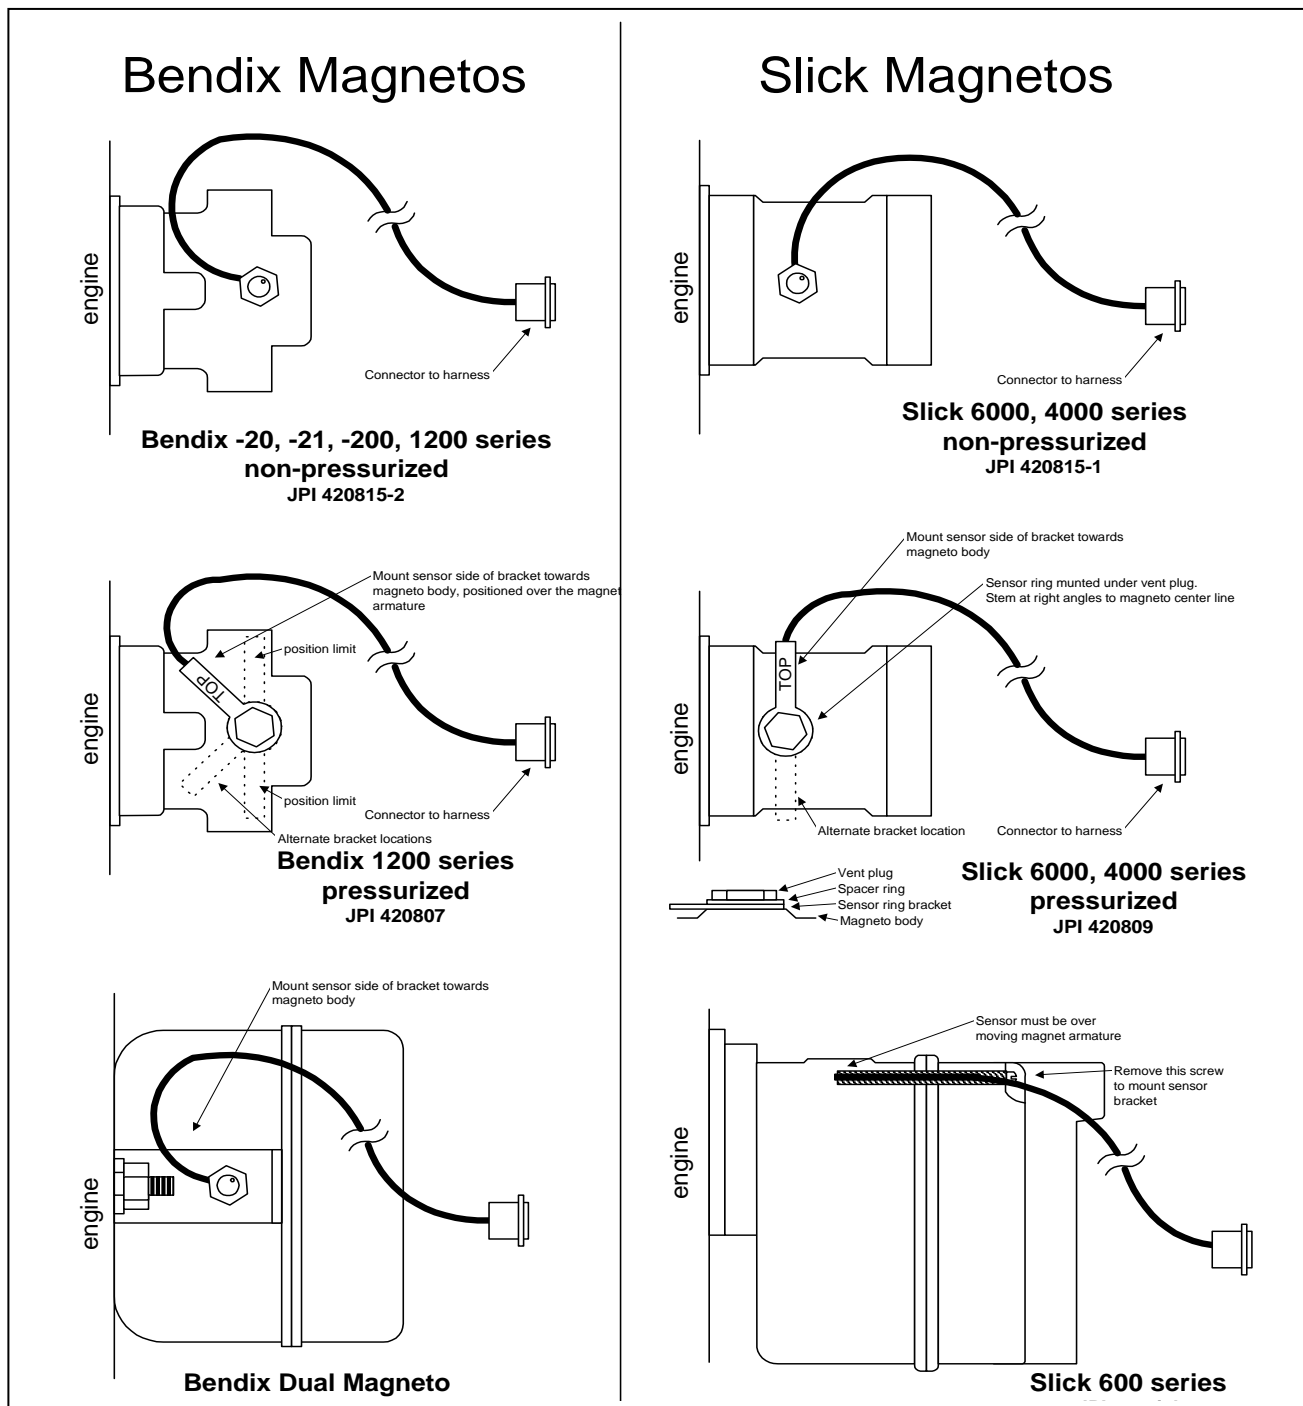 Bendix Magnetos
engine
Connector to harness
Bendix -20, -21, -200, 1200 series
non-pressurized
JPI 420815-2
Mount sensor side of bracket towards
magneto body, positioned over the magnet
armature
position limit
TOP
engine
position limit
Connector to harness
Alternate bracket locations
Bendix 1200 series
pressurized
JPI 420807
Mount sensor side of bracket towards
magneto body
engine
Bendix Dual Magneto
Slick Magnetos
engine
Connector to harness
Slick 6000, 4000 series
non-pressurized
JPI 420815-1
Mount sensor side of bracket towards
magneto body
Sensor ring munted under vent plug.
Stem at right angles to magneto center line
TOP
engine
Alternate bracket location
Connector to harness
Slick 6000, 4000 series
pressurized
JPI 420809
Vent plug
Spacer ring
Sensor ring bracket
Magneto body
Sensor must be over
moving magnet armature
Remove this screw
to mount sensor
bracket
engine
Slick 600 series